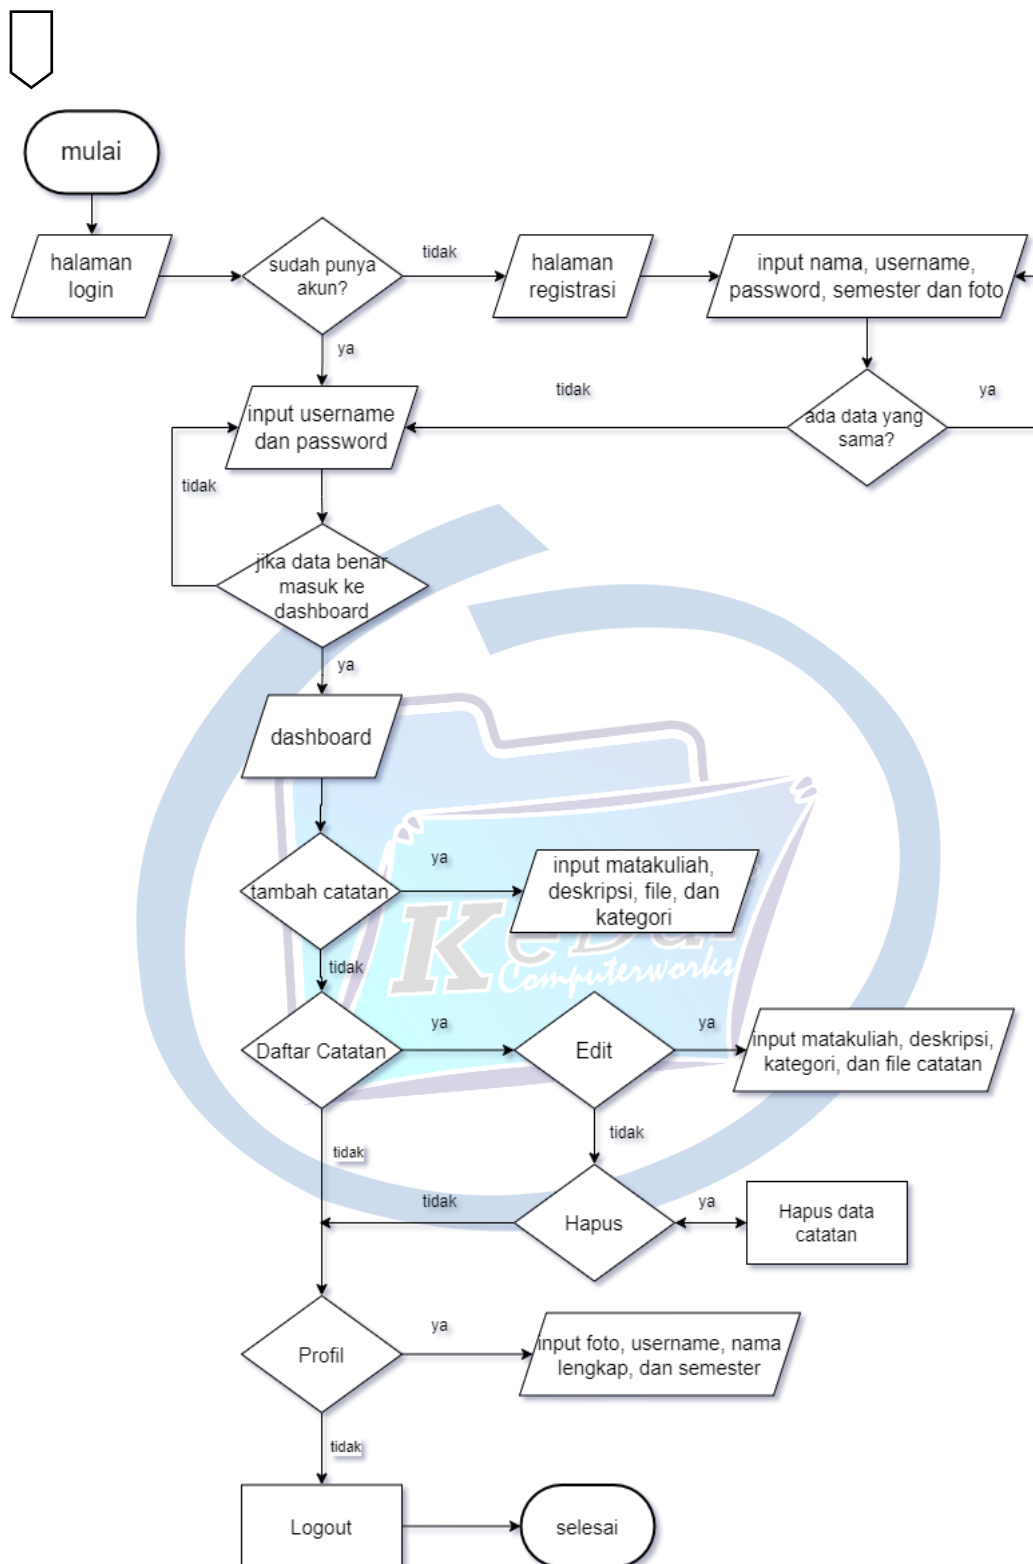 mulai
halaman
login
sudah punya
akun?
tidak
halaman
registrasi
input nama, username,
password, semester dan foto
ya
input username
dan password
tidak
ada data yang
sama?
ya
tidak
jika data benar
masuk ke
dashboard
ya
dashboard
tambah catatan
ya
input matakuliah,
deskripsi, file, dan
kategori
Computerworks
tidak
Daftar Catatan
ya
Edit
ya
input matakuliah, deskripsi,
kategori, dan file catatan
tidak
tidak
tidak
Hapus
ya
Hapus data
catatan
Profil
ya
input foto, username, nama
lengkap, dan semester
tidak
Logout
selesai